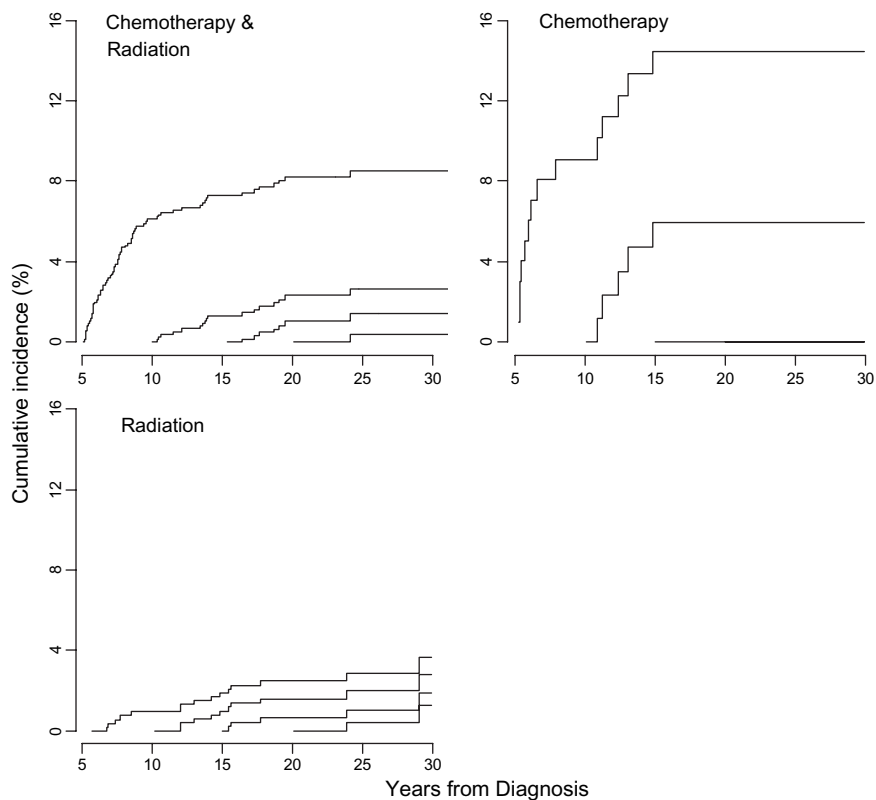 Chemotherapy &
Radiation
16
12
8
4
0
5 10 15 20 25 30
Chemotherapy
16
12
8
4
0
5 10 15 20 25 30
Cumulative incidence (%)
Radiation
16
12
8
4
0
5 10 15 20 25 30
Years from Diagnosis